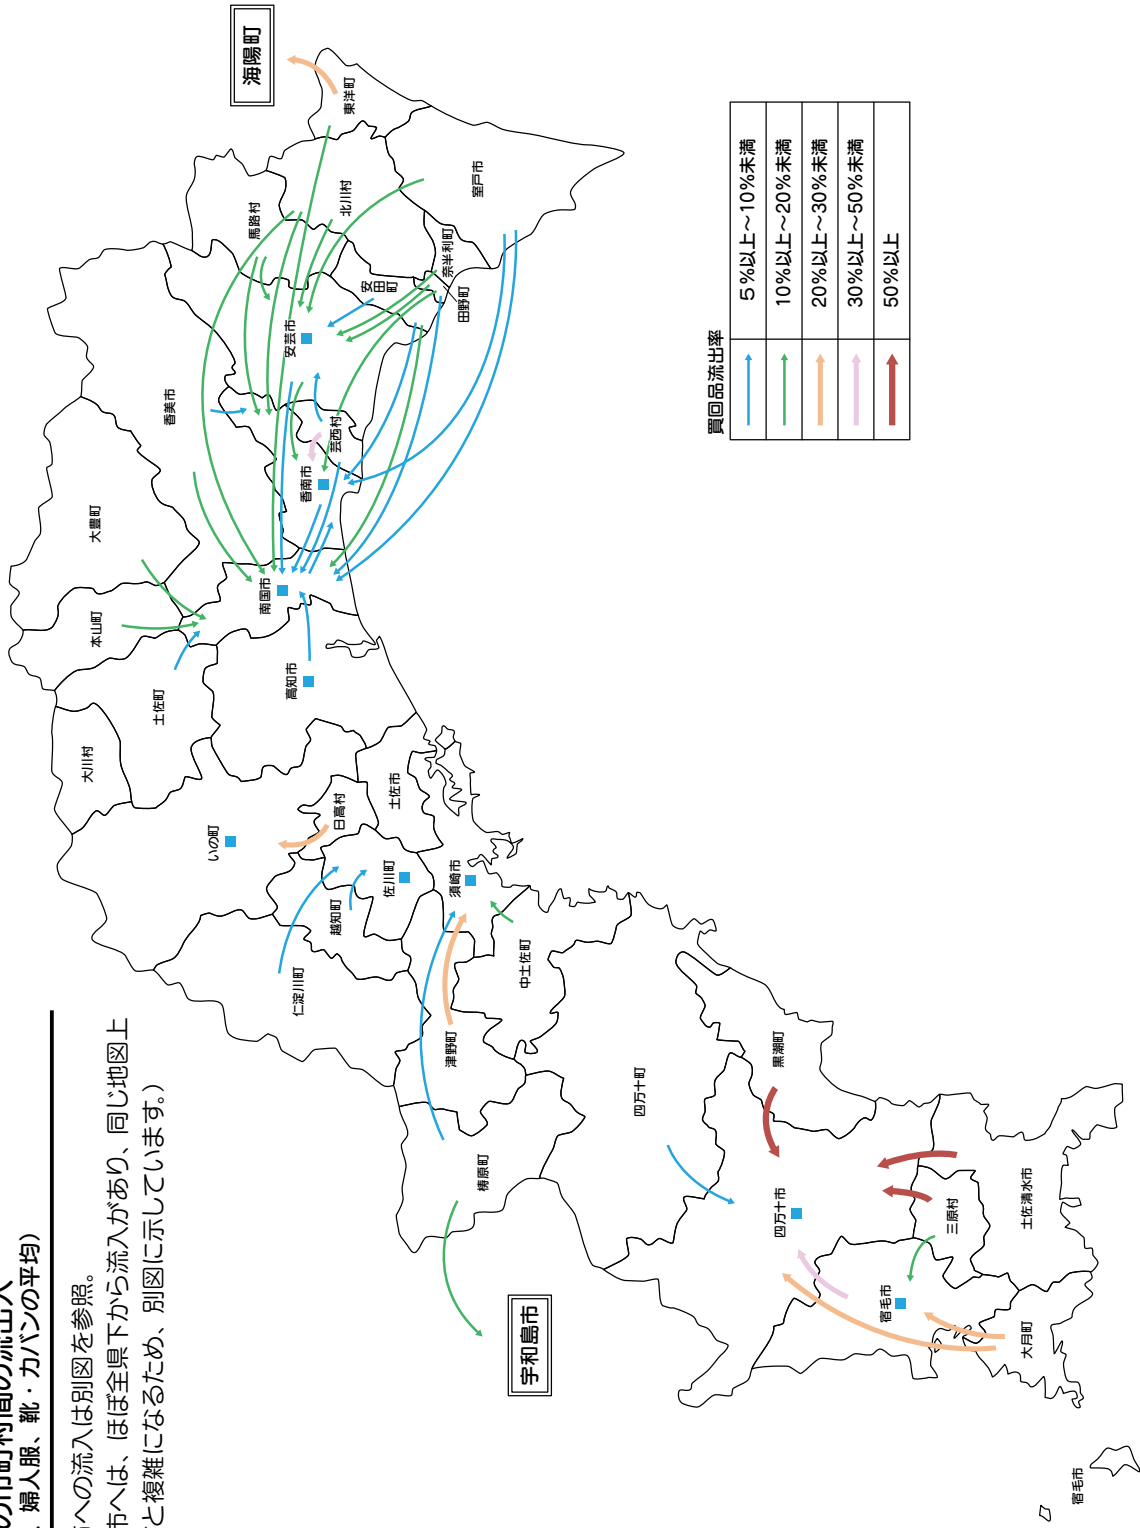 の市町村間の流出入
、婦人服、靴・カバンの平均)
市への流入は別図を参照。
市へは、ほぼ全県下から流入があり、同じ地図上
と複雑になるため、別図に示しています。)
海陽町
東洋町
室戸市
北川村
馬路村
奈半利町
田野町
安田町
安芸市
芸西村
香南市
香美市
大豊町
本山町
南国市
土佐町
高知市
大川村
いの町
日高村
土佐市
佐川町
越知町
須崎市
仁淀川町
中土佐町
津野町
梼原町
四万十町
黒潮町
四万十市
三原村
土佐清水市
宿毛市
大月町
宇和島市
宿毛市
買回品流出率
5%以上~10%未満
10%以上~20%未満
20%以上~30%未満
30%以上~50%未満
50%以上